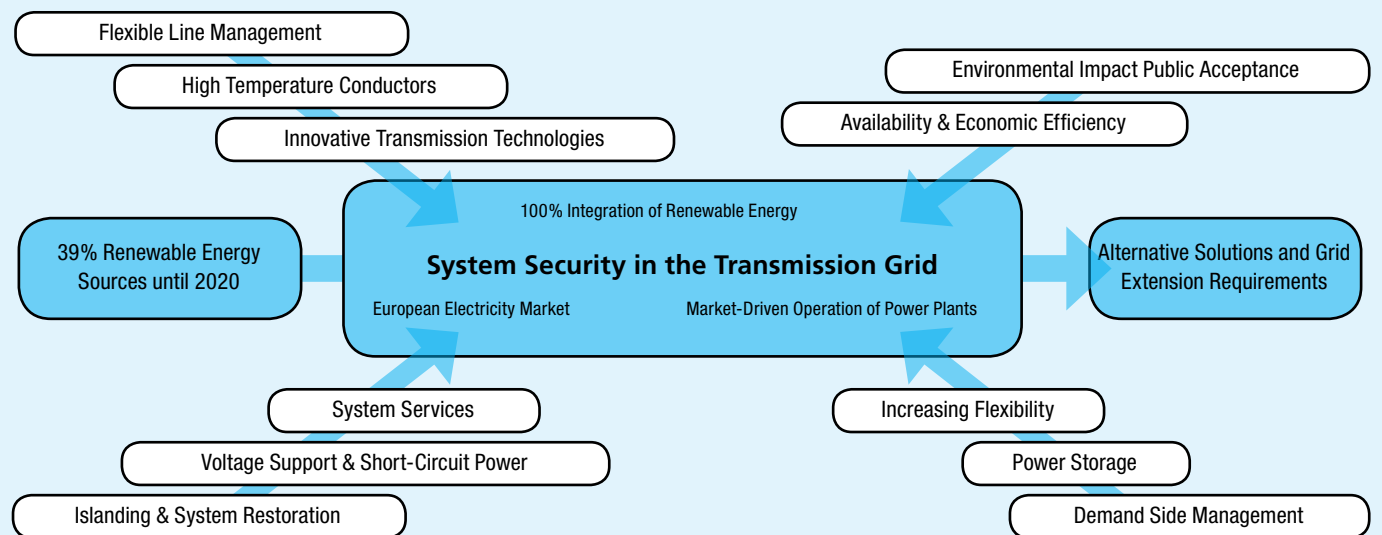 Flexible Line Management
High Temperature Conductors
Innovative Transmission Technologies
Environmental Impact Public Acceptance
Availability & Economic Efficiency
39% Renewable Energy
Sources until 2020
100% Integration of Renewable Energy
System Security in the Transmission Grid
European Electricity Market
Market-Driven Operation of Power Plants
Alternative Solutions and Grid
Extension Requirements
System Services
Voltage Support & Short-Circuit Power
Islanding & System Restoration
Increasing Flexibility
Power Storage
Demand Side Management